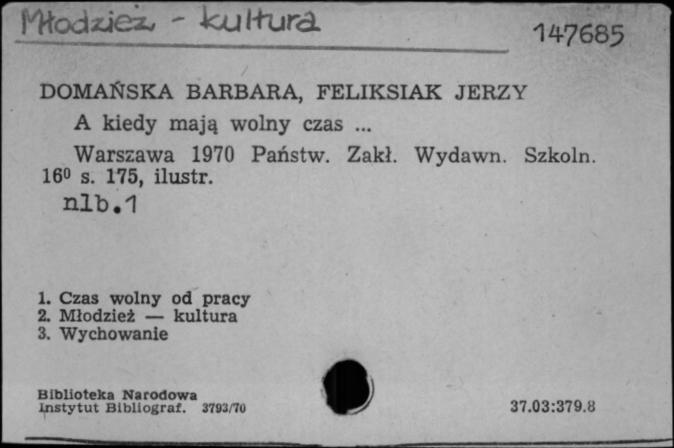 Młodzież - kultura
147685
DOMAŃSKA BARBARA, FELIKSIAK JERZY
A kiedy mają wolny czas ...
Warszawa 1970 Państw. Zakł. Wydawn. Szkoln.
16⁰ s. 175, ilustr.
nlb.1
1. Czas wolny od pracy
2. Młodzież — kultura
3. Wychowanie
Biblioteka Narodowa
Instytut Bibliograf. 3793/70
37.03:379.8